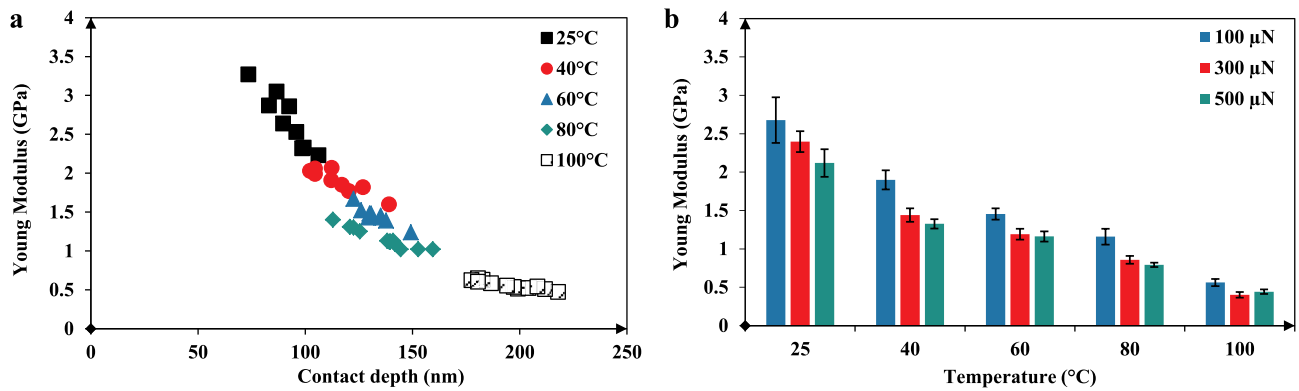 a
Young Modulus (GPa)
4
3.5
3
2.5
2
1.5
1
0.5
0
0 50 100 150 200 250
Contact depth (nm)
25°C
40°C
60°C
80°C
100°C
b
Young Modulus (GPa)
4
3.5
3
2.5
2
1.5
1
0.5
0
25 40 60 80 100
Temperature (°C)
100 µN
300 µN
500 µN